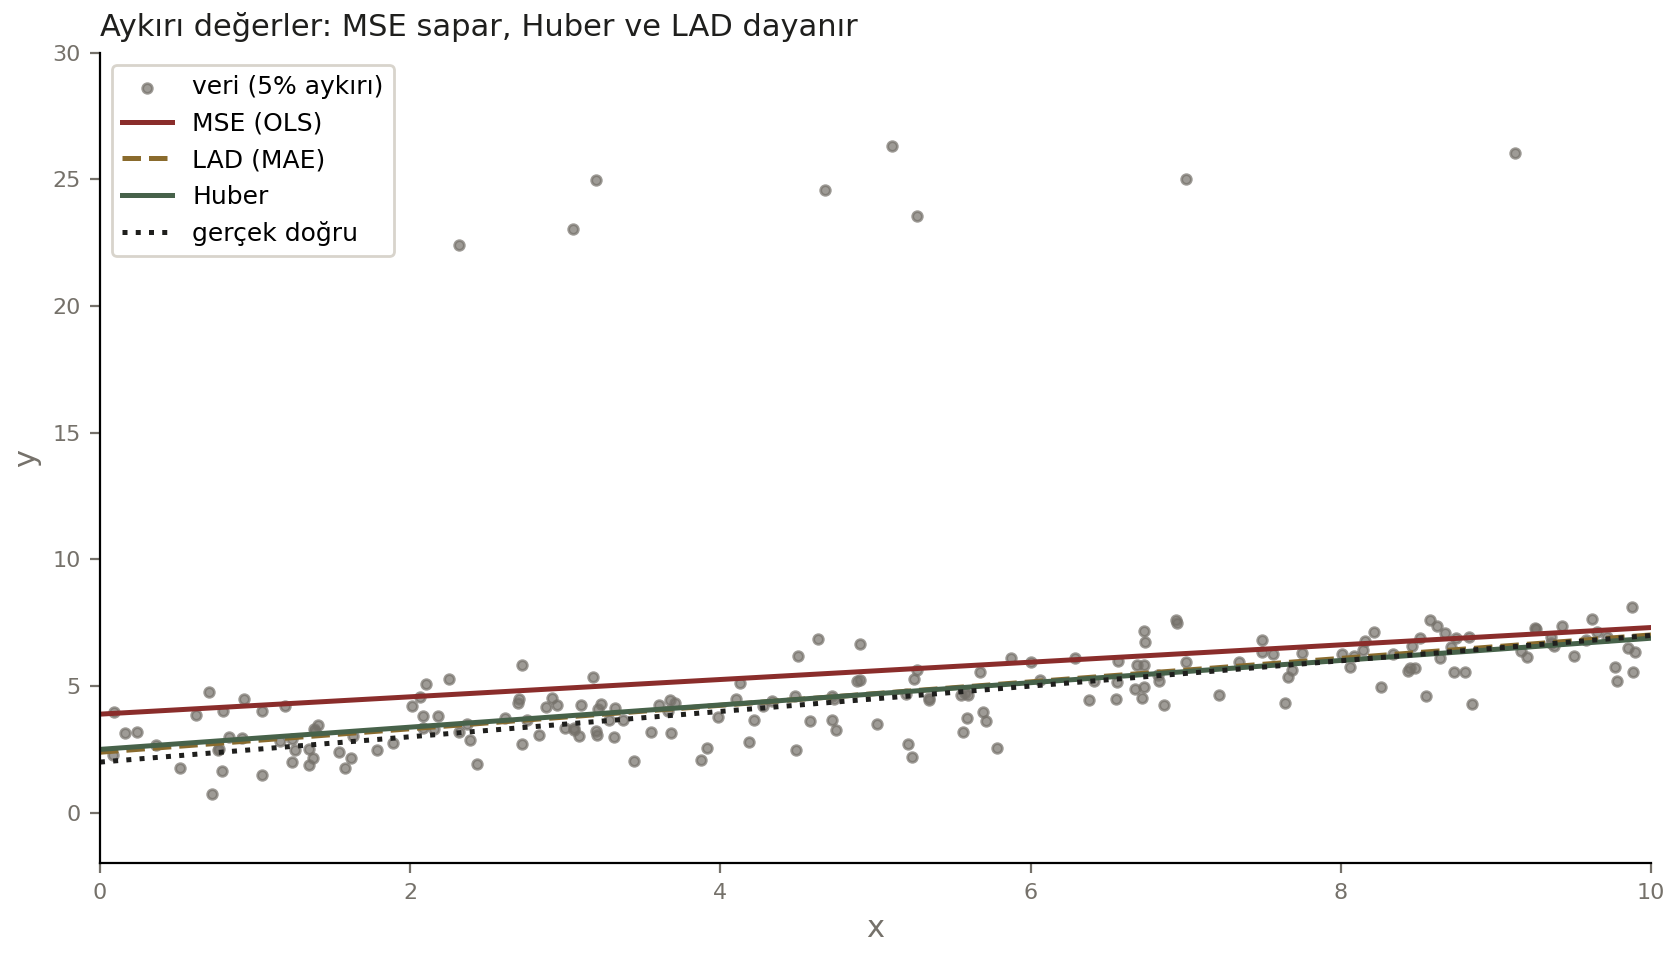 Aykırı değerler: MSE sapar, Huber ve LAD dayanır
30
25
20
15
10
5
0
y
veri (5% aykırı)
MSE (OLS)
LAD (MAE)
Huber
gerçek doğru
0 2 4 6 8 10
x